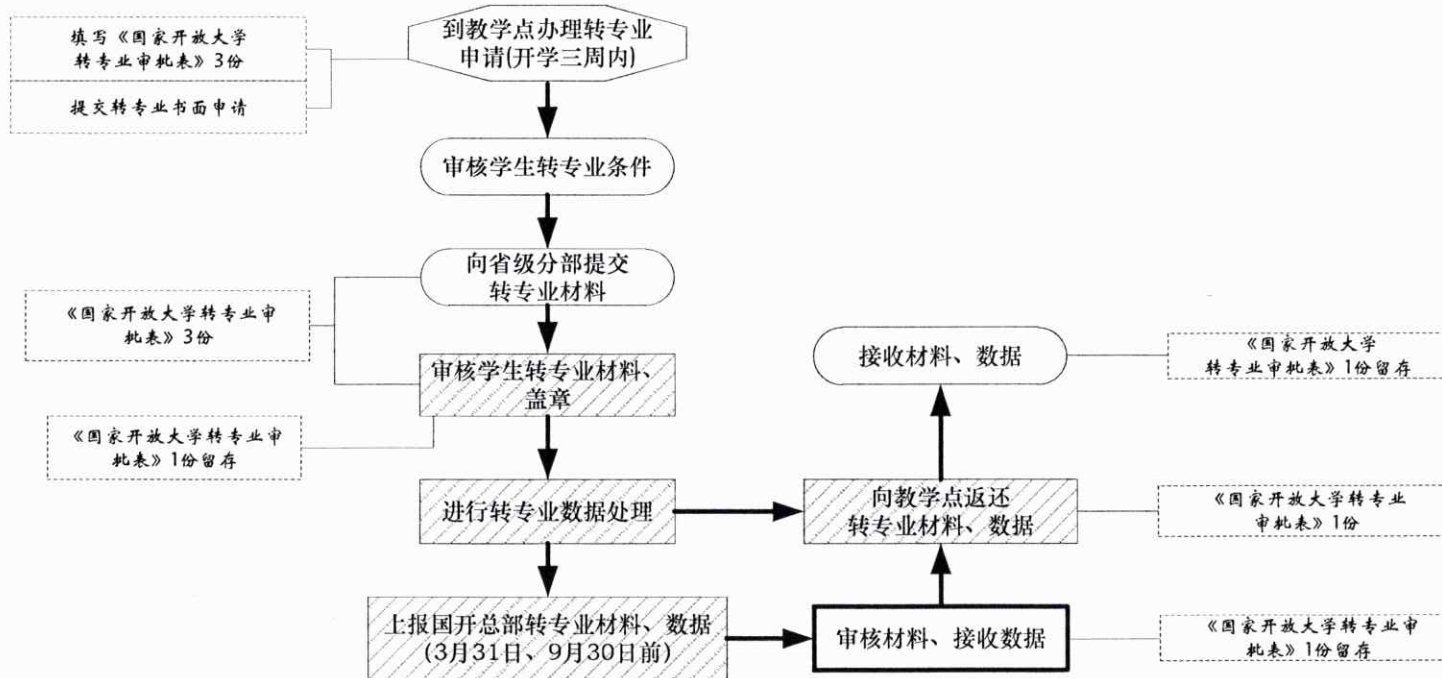 填写《国家开放大学
转专业审批表》3份
提交转专业书面申请
到教学点办理转专业
申请(开学三周内)
审核学生转专业条件
向省级分部提交
转专业材料
《国家开放大学转专业审
批表》3份
审核学生转专业材料、
盖章
《国家开放大学转专业审
批表》1份留存
进行转专业数据处理
上报国开总部转专业材料、数据
(3月31日、9月30日前)
接收材料、数据
《国家开放大学
转专业审批表》1份留存
向教学点返还
转专业材料、数据
《国家开放大学转专业
审批表》1份
审核材料、接收数据
《国家开放大学转专业审
批表》1份留存